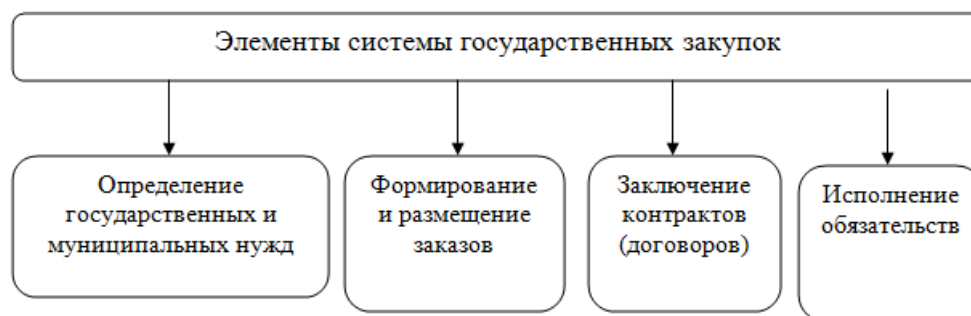 Элементы системы государственных закупок
Определение
государственных и
муниципальных нужд
Формирование
и размещение
заказов
Заключение
контрактов
(договоров)
Исполнение
обязательств